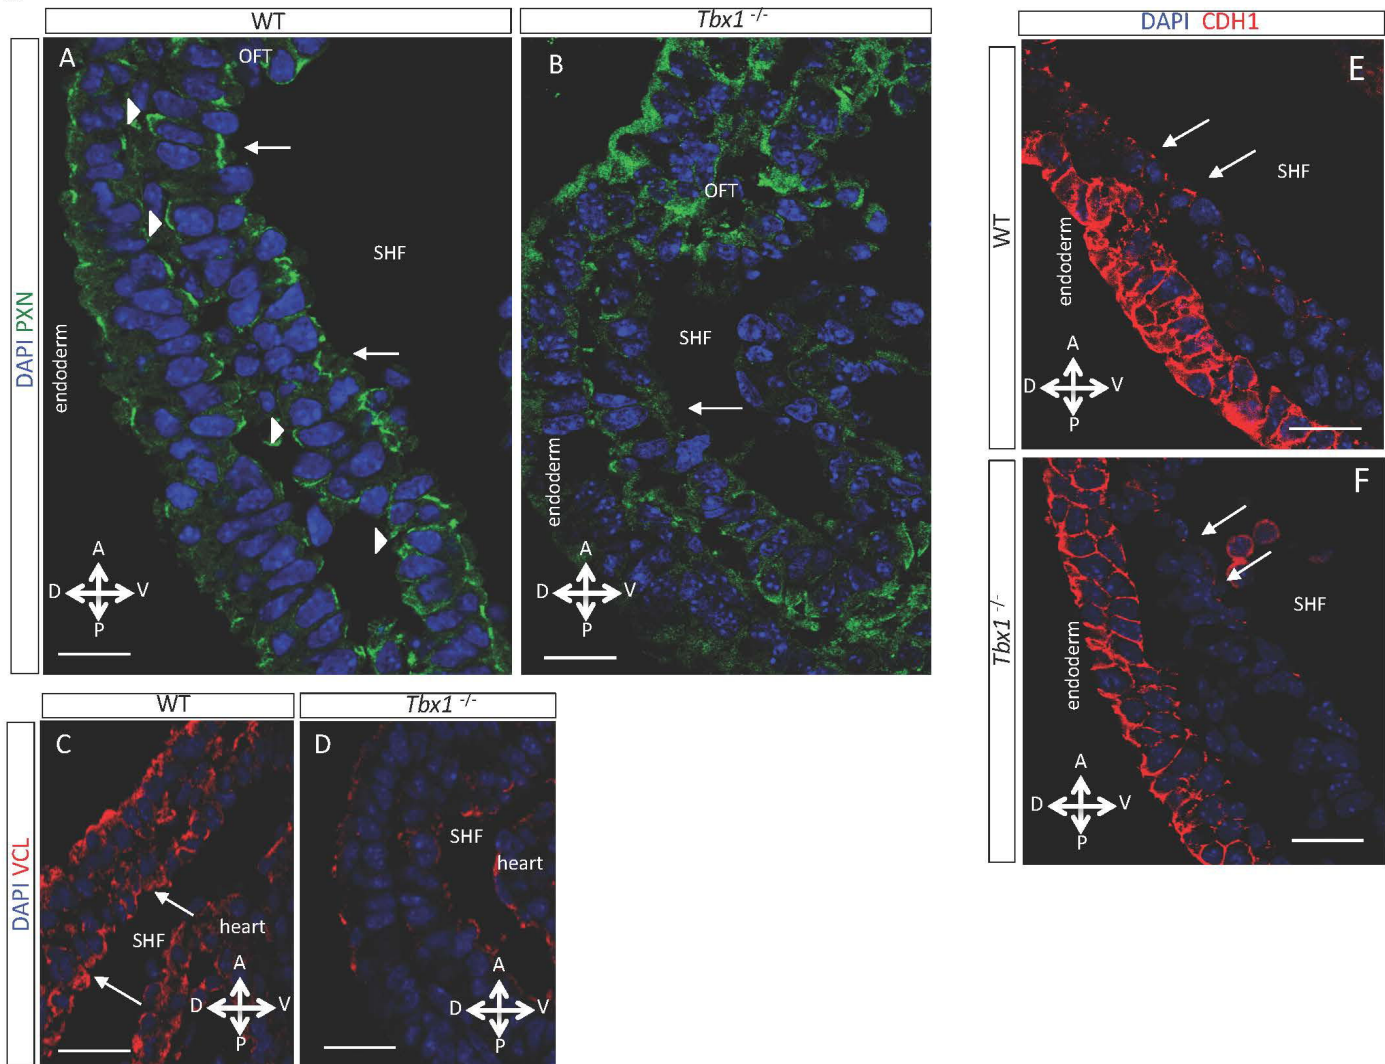 WT
Tbx1 -/-
DAPI PXN
A
OFT
SHF
endoderm
A
D V
P
B
OFT
SHF
endoderm
A
D V
P
WT
Tbx1 -/-
DAPI VCL
C
SHF
heart
A
D V
P
D
SHF
heart
A
D V
P
DAPI CDH1
WT
E
SHF
endoderm
A
D V
P
Tbx1 -/-
F
SHF
endoderm
A
D V
P